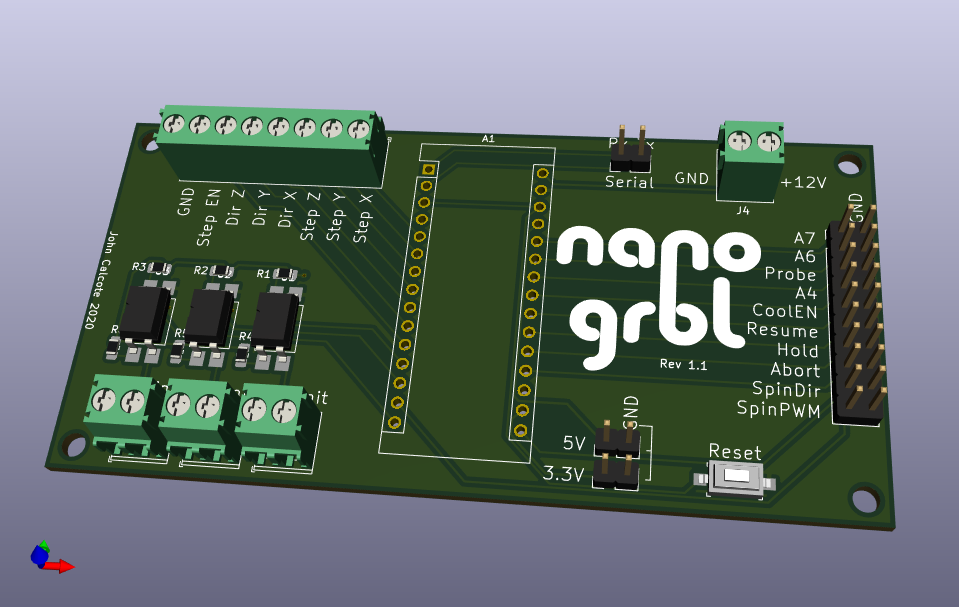 A1
Serial
GND
+12V
J4
GND
Step EN
Dir Z
Dir Y
Dir X
Step Z
Step Y
Step X
GND
A7
A6
Probe
A4
CoolEN
Resume
Hold
Abort
SpinDir
SpinPWM
nano
grbl
Rev 1.1
John Calcote 2020
R3
R2
R1
R4
GND
5V
3.3V
Reset